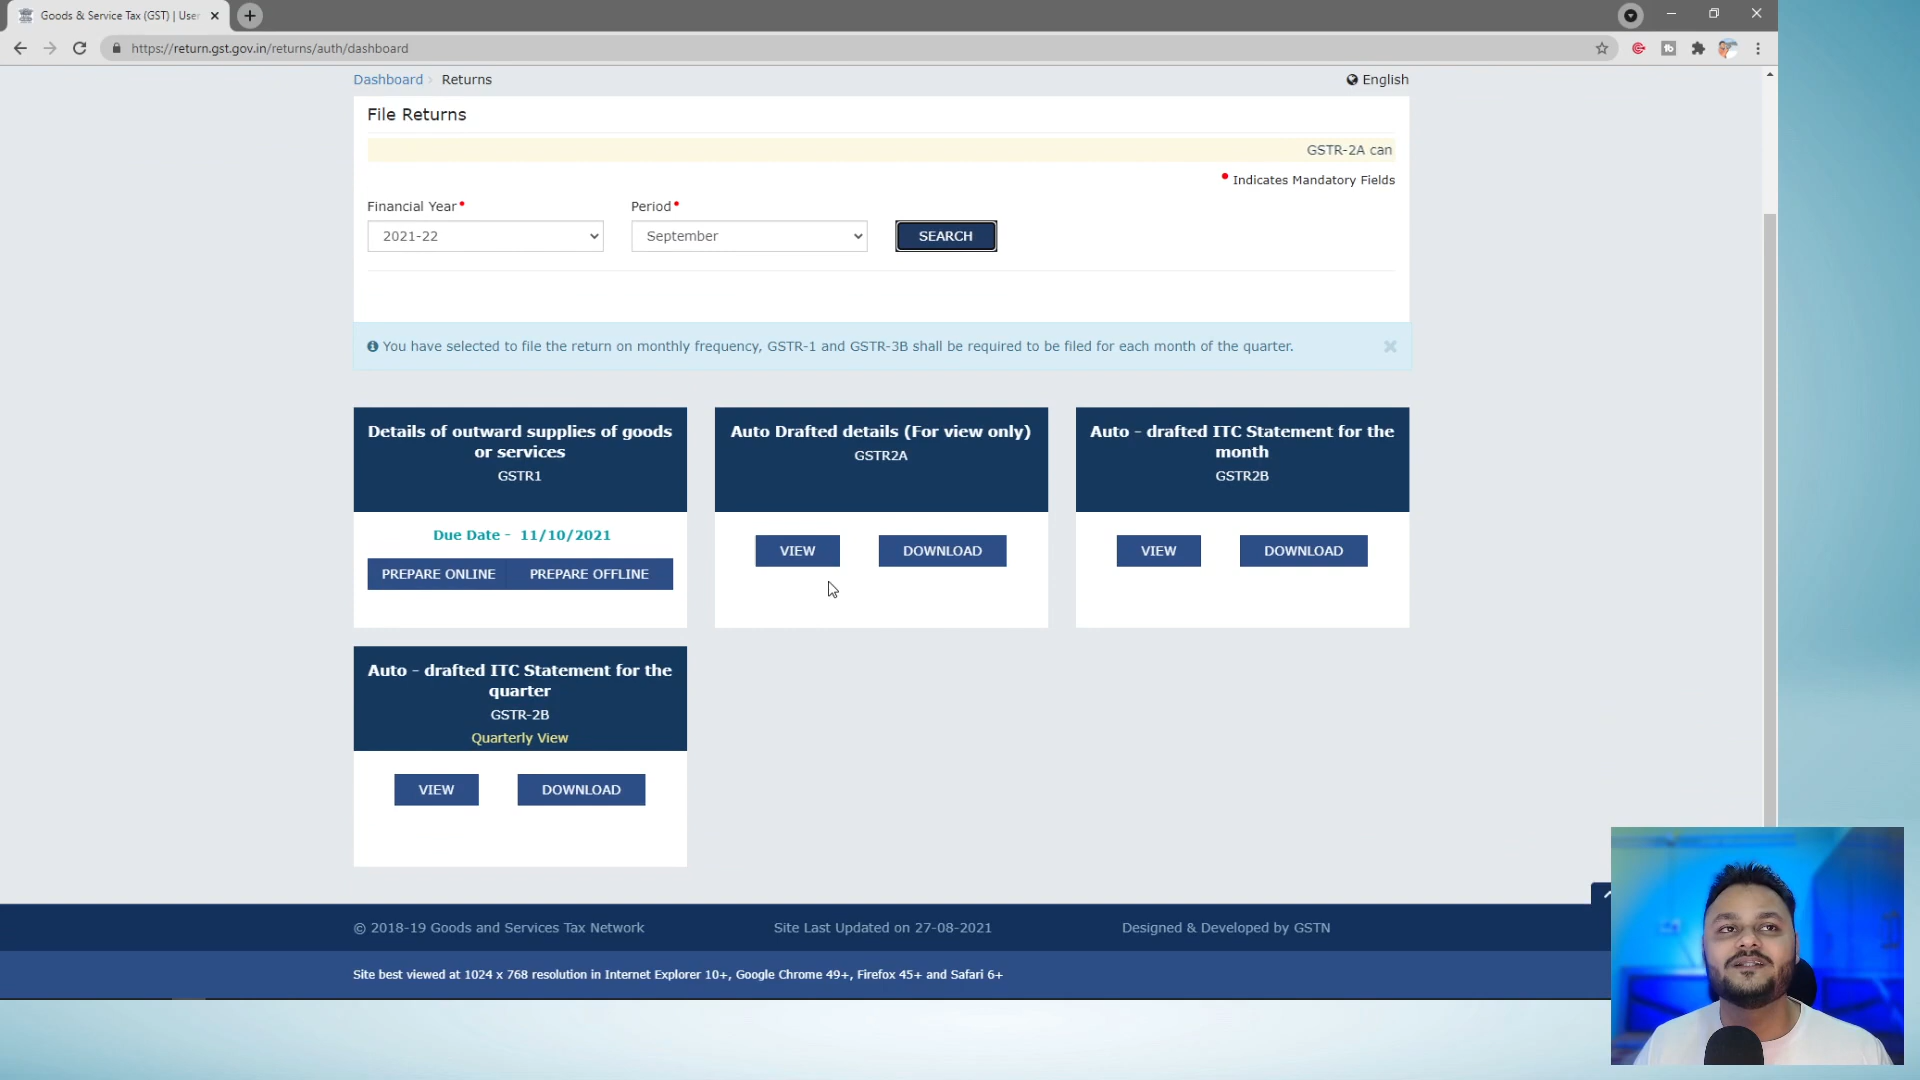 Goods & Service Tax (GST) | User
https://return.gst.gov.in/returns/auth/dashboard
Dashboard › Returns
English
File Returns
GSTR-2A can
• Indicates Mandatory Fields
Financial Year•
Period•
2021-22
September
SEARCH
You have selected to file the return on monthly frequency, GSTR-1 and GSTR-3B shall be required to be filed for each month of the quarter.
Details of outward supplies of goods
or services
GSTR1
Due Date - 11/10/2021
PREPARE ONLINE
PREPARE OFFLINE
Auto Drafted details (For view only)
GSTR2A
VIEW
DOWNLOAD
Auto - drafted ITC Statement for the
month
GSTR2B
VIEW
DOWNLOAD
Auto - drafted ITC Statement for the
quarter
GSTR-2B
Quarterly View
VIEW
DOWNLOAD
© 2018-19 Goods and Services Tax Network
Site Last Updated on 27-08-2021
Designed & Developed by GSTN
Site best viewed at 1024 x 768 resolution in Internet Explorer 10+, Google Chrome 49+, Firefox 45+ and Safari 6+